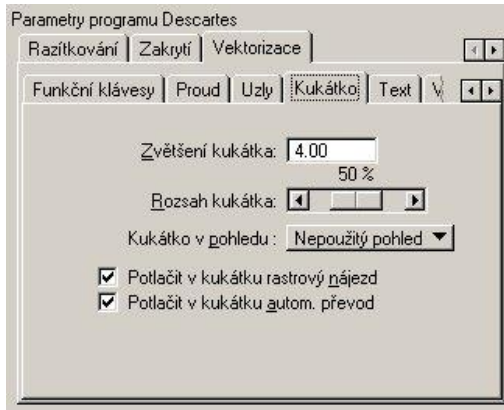 Parametry programu Descartes
Razítkování Zakrytí Vektorizace
Funkční klávesy Proud Uzly Kukátko Text
Zvětšení kukátka: 4.00
50 %
Rozsah kukátka:
Kukátko v pohledu : Nepoužitý pohled
Potlačit v kukátku rastrový nájezd
Potlačit v kukátku autom. převod